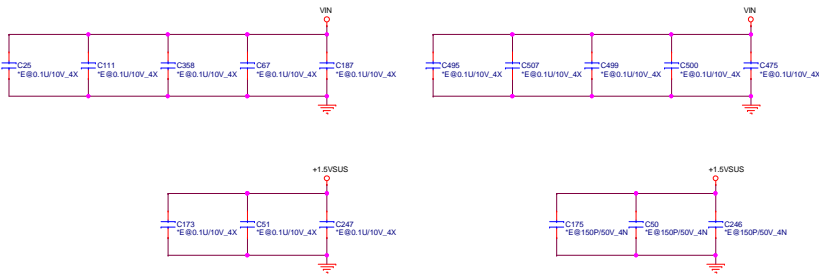 VIN
C25
*E@0.1U/10V_4X
C111
*E@0.1U/10V_4X
C358
*E@0.1U/10V_4X
C67
*E@0.1U/10V_4X
C187
*E@0.1U/10V_4X
VIN
C495
*E@0.1U/10V_4X
C507
*E@0.1U/10V_4X
C499
*E@0.1U/10V_4X
C500
*E@0.1U/10V_4X
C475
*E@0.1U/10V_4X
+1.5VSUS
C173
*E@0.1U/10V_4X
C51
*E@0.1U/10V_4X
C247
*E@0.1U/10V_4X
+1.5VSUS
C175
*E@150P/50V_4N
C50
*E@150P/50V_4N
C246
*E@150P/50V_4N